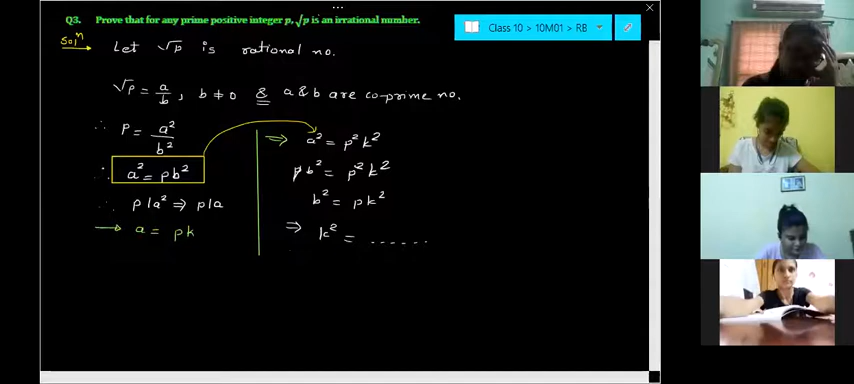 Q3. Prove that for any prime positive integer p, √p is an irrational number.
Class 10 > 10M01 > RB
Solⁿ
Let √p is rational no.
√p = a/b, b ≠ 0 & a & b are co-prime no.
∴ P = a²/b²
∴ a² = pb²
∴ p|a² ⇒ p|a
→ a = pk
⇒ a² = p²k²
pb² = p²k²
b² = pk²
⇒ k² = ......